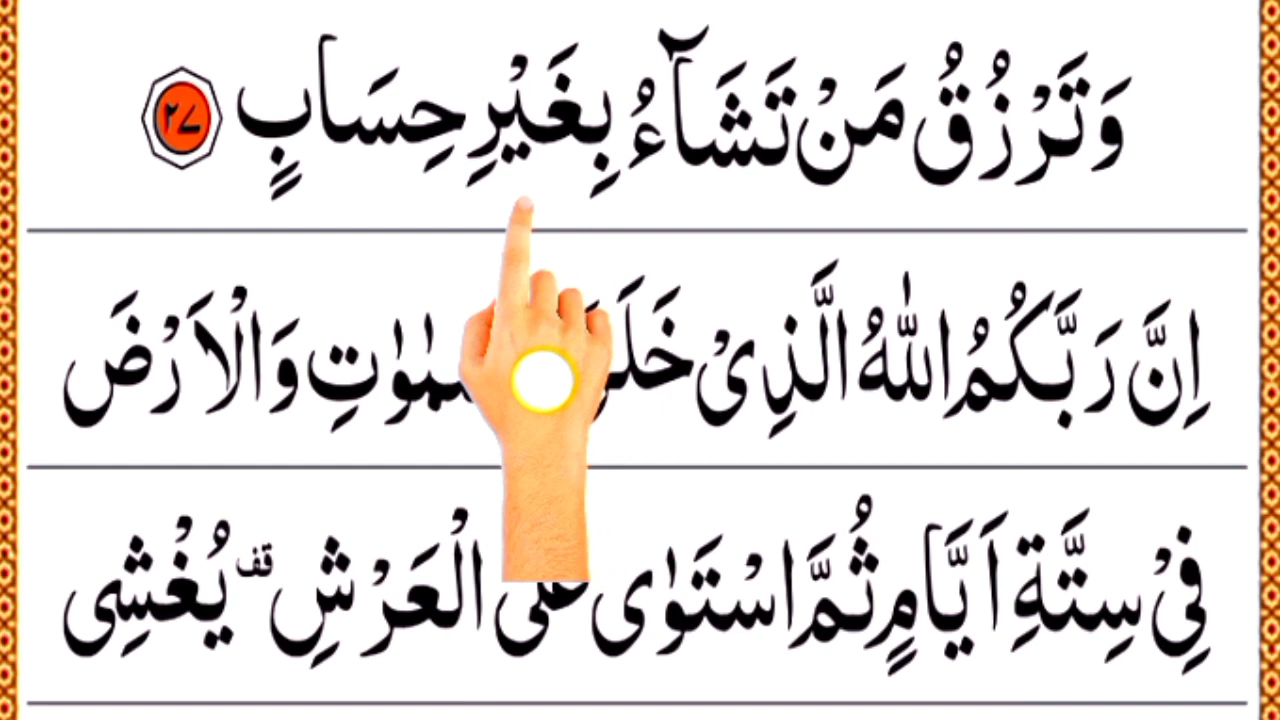 وَتَرْزُقُ مَنْ تَشَآءُ بِغَيْرِ حِسَابٍ ۲۷
اِنَّ رَبَّكُمُ اللّٰهُ الَّذِىْ وَالْاَرْضَ
فِىْ سِتَّةِ اَيَّامٍ ثُمَّ اسْتَوٰى عَلَى الْعَرْشِ قف يُغْشِى